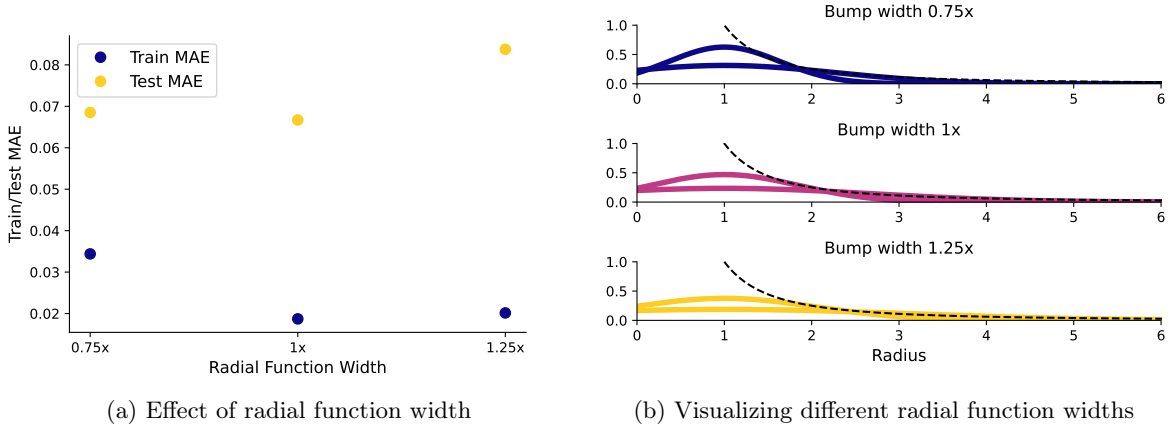 Train MAE
Test MAE
0.08
0.07
0.06
0.05
0.04
0.03
0.02
Train/Test MAE
0.75x
1x
1.25x
Radial Function Width
(a) Effect of radial function width
Bump width 0.75x
1.0
0.5
0.0
0 1 2 3 4 5 6
Bump width 1x
1.0
0.5
0.0
0 1 2 3 4 5 6
Bump width 1.25x
1.0
0.5
0.0
0 1 2 3 4 5 6
Radius
(b) Visualizing different radial function widths